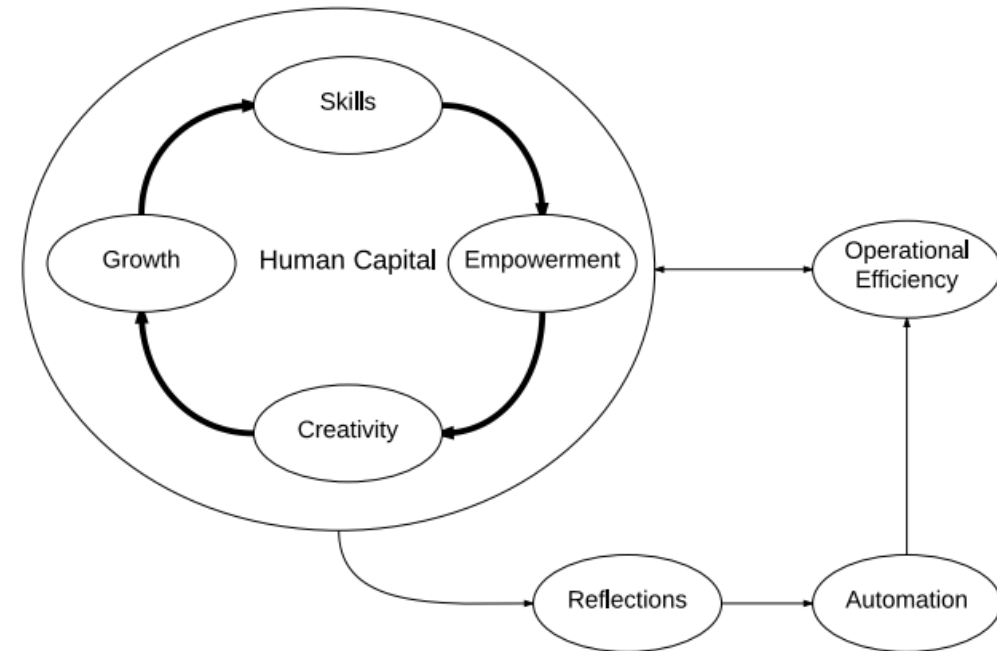 Skills
Growth
Human Capital
Empowerment
Operational
Efficiency
Creativity
Reflections
Automation